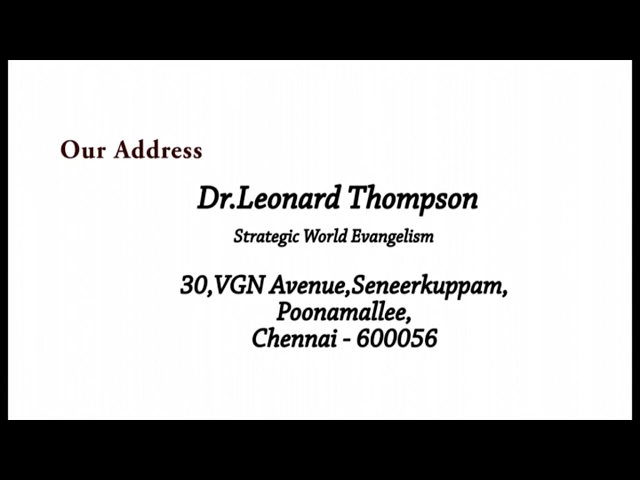 Our Address
Dr.Leonard Thompson
Strategic World Evangelism
30,VGN Avenue,Seneerkuppam,
Poonamallee,
Chennai - 600056